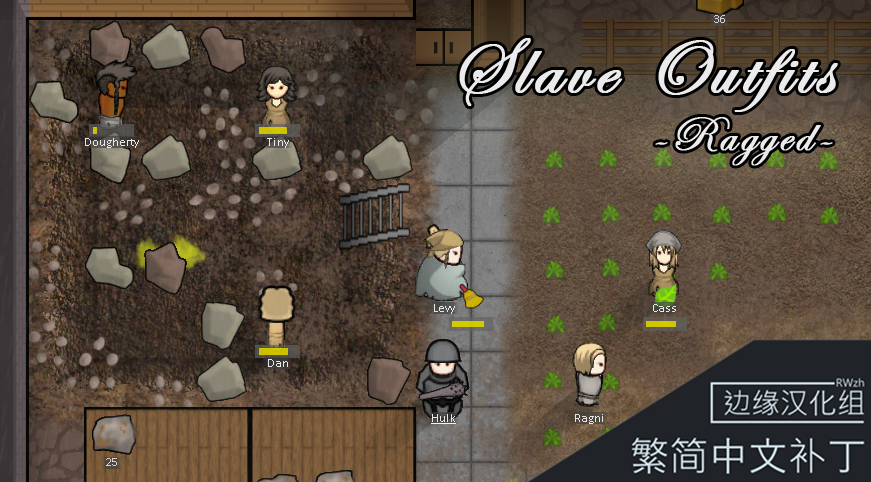 36
Slave Outfits
~Ragged~
Dougherty
Tiny
Levy
Cass
Dan
Hulk
Ragni
25
RWzh
边缘汉化组
繁简中文补丁